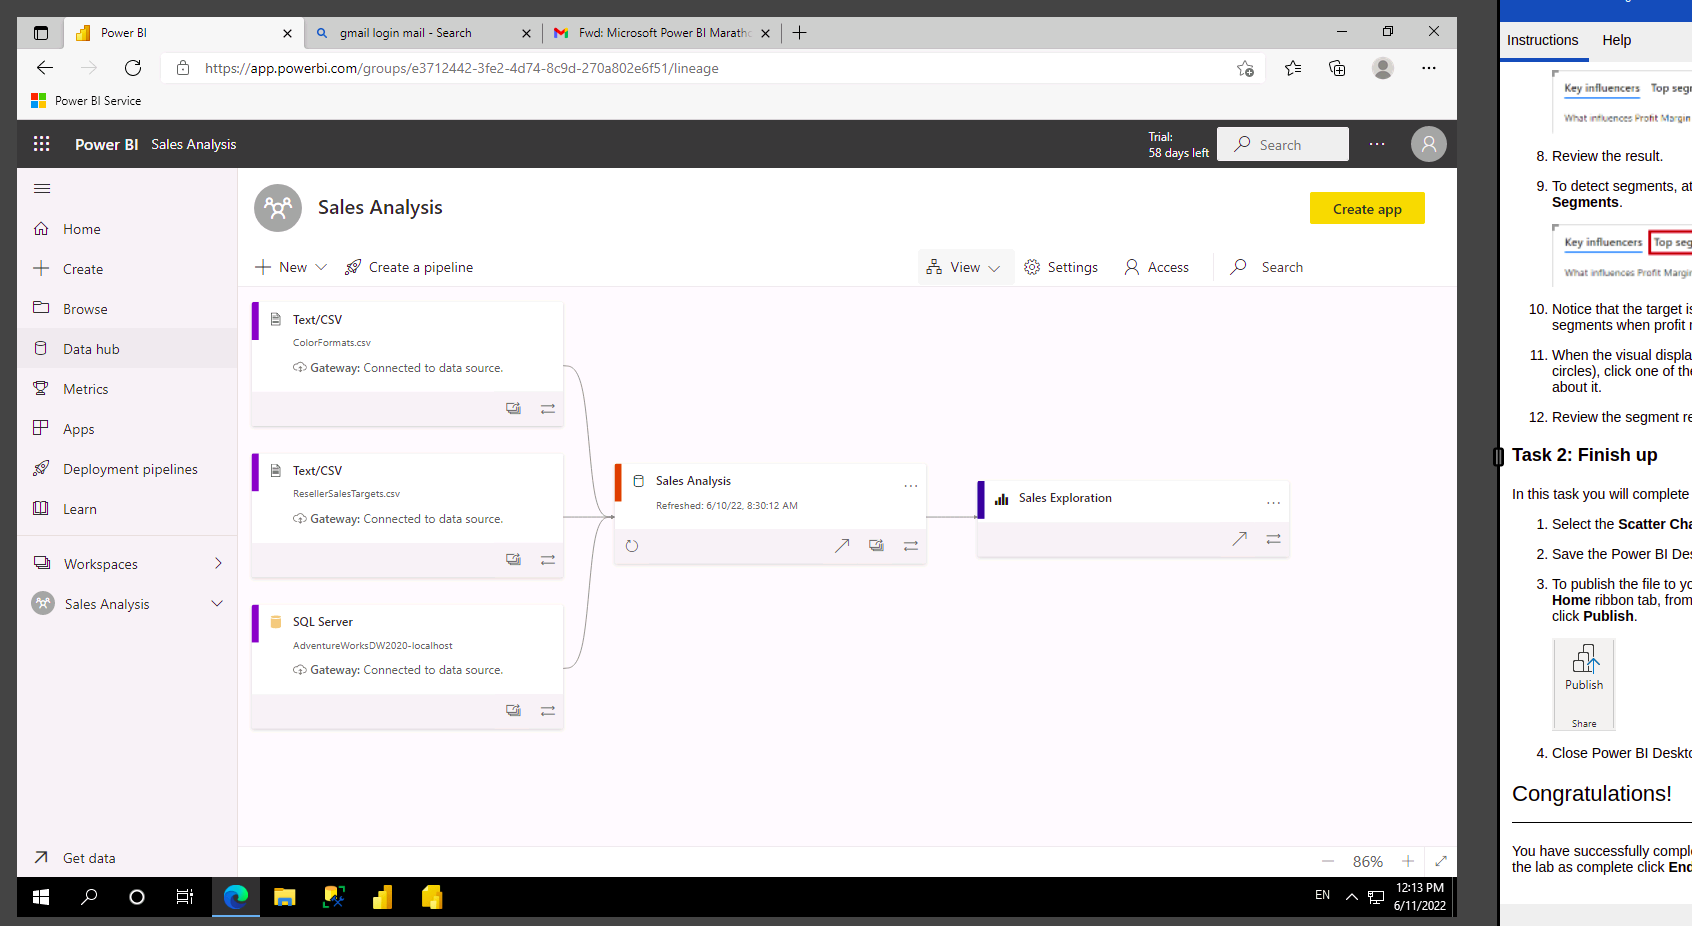 Power BI
gmail login mail - Search
Fwd: Microsoft Power BI Maratho
https://app.powerbi.com/groups/e3712442-3fe2-4d74-8c9d-270a802e6f51/lineage
Power BI Service
Power BI Sales Analysis
Trial:
58 days left
Search
Home
Create
Browse
Data hub
Metrics
Apps
Deployment pipelines
Learn
Workspaces
Sales Analysis
Get data
Sales Analysis
Create app
New
Create a pipeline
View
Settings
Access
Search
Text/CSV
ColorFormats.csv
Gateway: Connected to data source.
Text/CSV
ResellerSalesTargets.csv
Gateway: Connected to data source.
SQL Server
AdventureWorksDW2020-localhost
Gateway: Connected to data source.
Sales Analysis
Refreshed: 6/10/22, 8:30:12 AM
Sales Exploration
86%
EN
12:13 PM
6/11/2022
Instructions Help
Key influencers Top segr
What influences Profit Margin
8. Review the result.
9. To detect segments, at
Segments.
Key influencers Top seg
What influences Profit Margin
10. Notice that the target is
segments when profit
11. When the visual displa
circles), click one of the
about it.
12. Review the segment re
Task 2: Finish up
In this task you will complete
1. Select the Scatter Cha
2. Save the Power BI Des
3. To publish the file to yo
Home ribbon tab, from
click Publish.
Publish
Share
4. Close Power BI Deskto
Congratulations!
You have successfully comple
the lab as complete click End